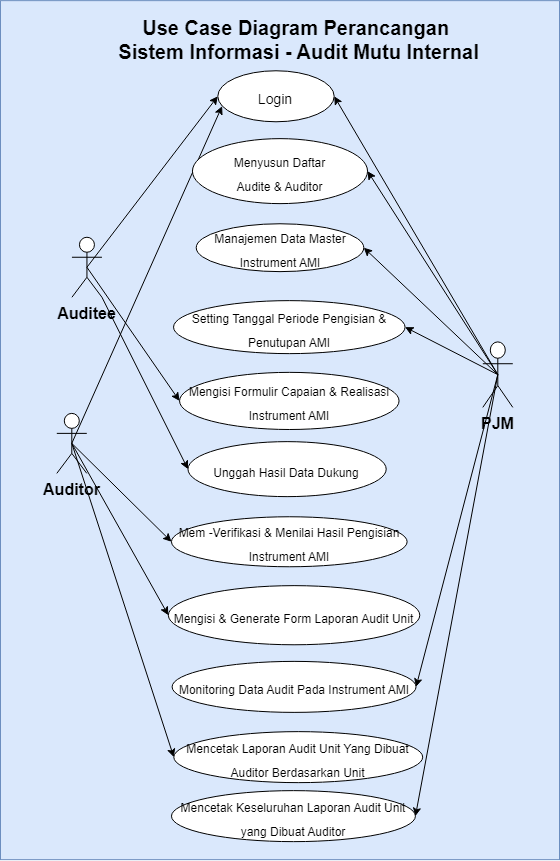 Use Case Diagram Perancangan
Sistem Informasi - Audit Mutu Internal
Login
Menyusun Daftar
Audite & Auditor
Manajemen Data Master
Instrument AMI
Auditee
Setting Tanggal Periode Pengisian &
Penutupan AMI
Mengisi Formulir Capaian & Realisasi
Instrument AMI
PJM
Unggah Hasil Data Dukung
Auditor
Mem -Verifikasi & Menilai Hasil Pengisian
Instrument AMI
Mengisi & Generate Form Laporan Audit Unit
Monitoring Data Audit Pada Instrument AMI
Mencetak Laporan Audit Unit Yang Dibuat
Auditor Berdasarkan Unit
Mencetak Keseluruhan Laporan Audit Unit
yang Dibuat Auditor